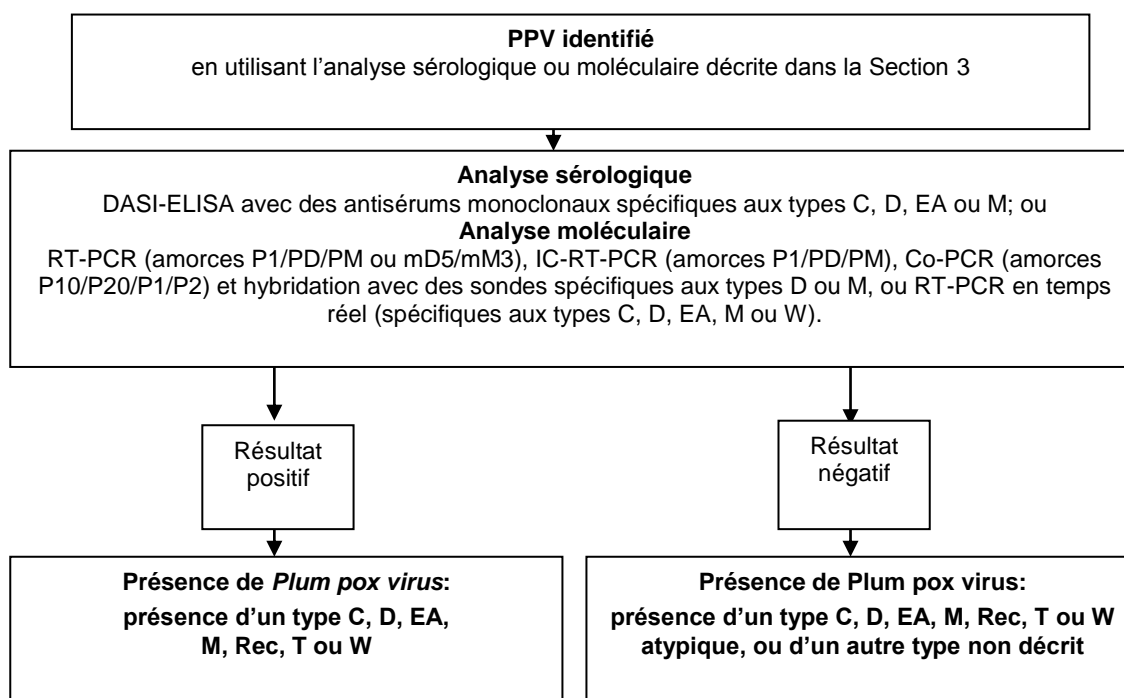 PPV identifié
en utilisant l'analyse sérologique ou moléculaire décrite dans la Section 3
Analyse sérologique
DASI-ELISA avec des antisérums monoclonaux spécifiques aux types C, D, EA ou M; ou
Analyse moléculaire
RT-PCR (amorces P1/PD/PM ou mD5/mM3), IC-RT-PCR (amorces P1/PD/PM), Co-PCR (amorces
P10/P20/P1/P2) et hybridation avec des sondes spécifiques aux types D ou M, ou RT-PCR en temps
réel (spécifiques aux types C, D, EA, M ou W).
Résultat
positif
Résultat
négatif
Présence de Plum pox virus:
présence d'un type C, D, EA,
M, Rec, T ou W
Présence de Plum pox virus:
présence d'un type C, D, EA, M, Rec, T ou W
atypique, ou d'un autre type non décrit